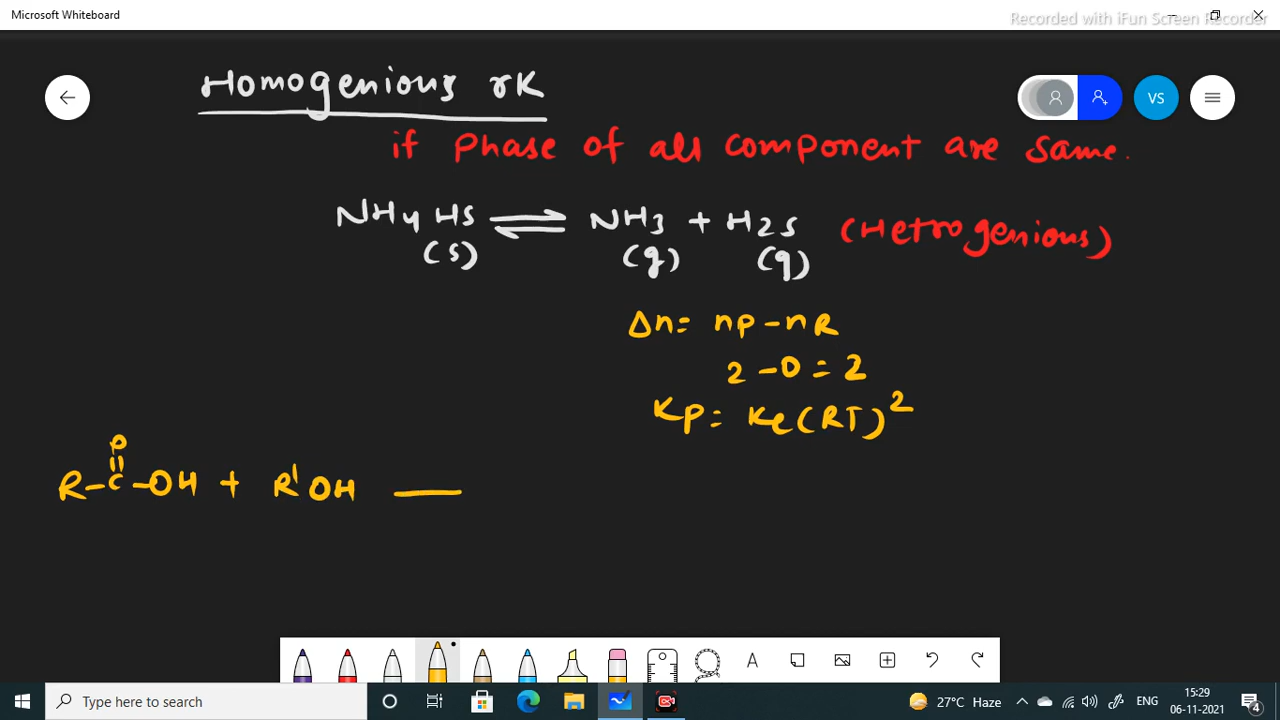 Microsoft Whiteboard
Recorded with iFun Screen Recorder
Homogenious rK
VS
if Phase of all component are same.
NH4 HS ⇌ NH3 + H2S (Hetrogenious)
(s) (g) (g)
Δn= np-nR
2-0=2
Kp= Kc(RT)²
O
||
R-C-OH + R'OH —
A
Type here to search
27°C Haze
ENG
15:29
06-11-2021
4